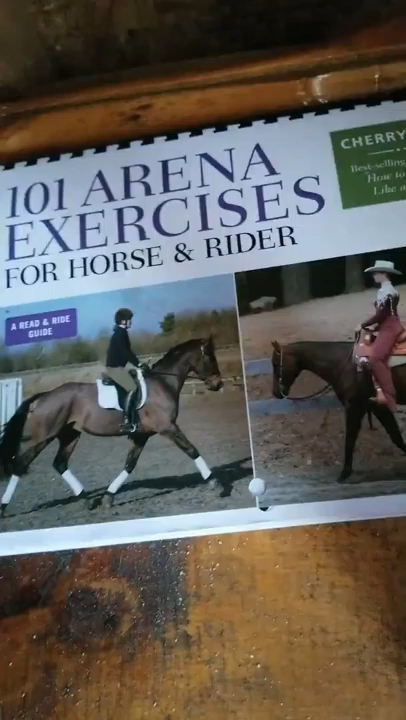 101 ARENA
EXERCISES
FOR HORSE & RIDER
CHERRY
Best-selling
How to
Like a
A READ & RIDE
GUIDE